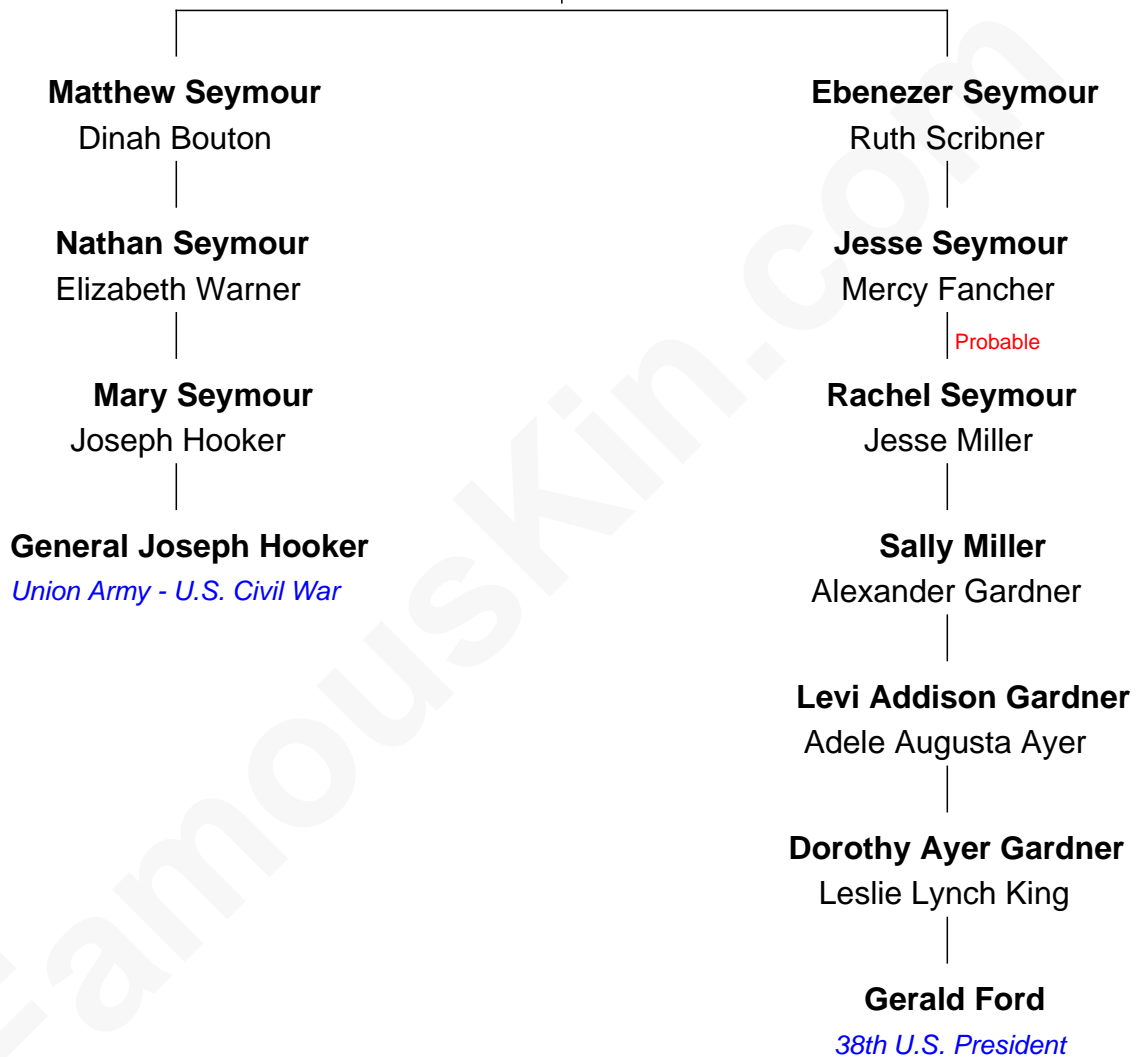 Matthew Seymour
Dinah Bouton
Nathan Seymour
Elizabeth Warner
Mary Seymour
Joseph Hooker
General Joseph Hooker
Union Army - U.S. Civil War
Ebenezer Seymour
Ruth Scribner
Jesse Seymour
Mercy Fancher
Probable
Rachel Seymour
Jesse Miller
Sally Miller
Alexander Gardner
Levi Addison Gardner
Adele Augusta Ayer
Dorothy Ayer Gardner
Leslie Lynch King
Gerald Ford
38th U.S. President
FamousKin.com